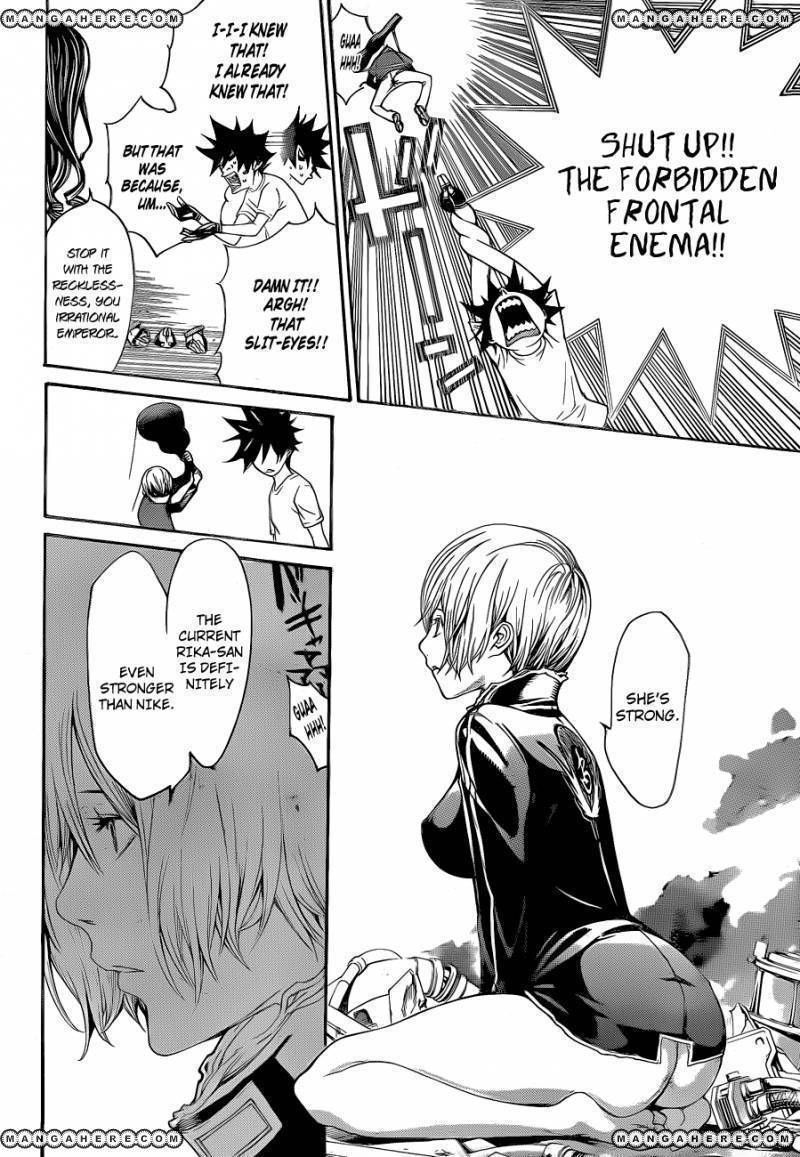 MANGAHERE.COM
MANGAHERE.COM
SHUT UP!!
THE FORBIDDEN
FRONTAL
ENEMA!!
GUAA
HHH!
I-I-I KNEW
THAT!
I ALREADY
KNEW THAT!
BUT THAT
WAS
BECAUSE,
UM...
DAMN IT!!
ARGH!
THAT
SLIT-EYES!!
STOP IT
WITH THE
RECKLESS-
NESS, YOU
IRRATIONAL
EMPEROR.
SHE'S
STRONG.
GUAA
HHH!
THE
CURRENT
RIKA-SAN
IS DEFI-
NITELY
EVEN
STRONGER
THAN NIKE.
MANGAHERE.COM
MANGAHERE.COM